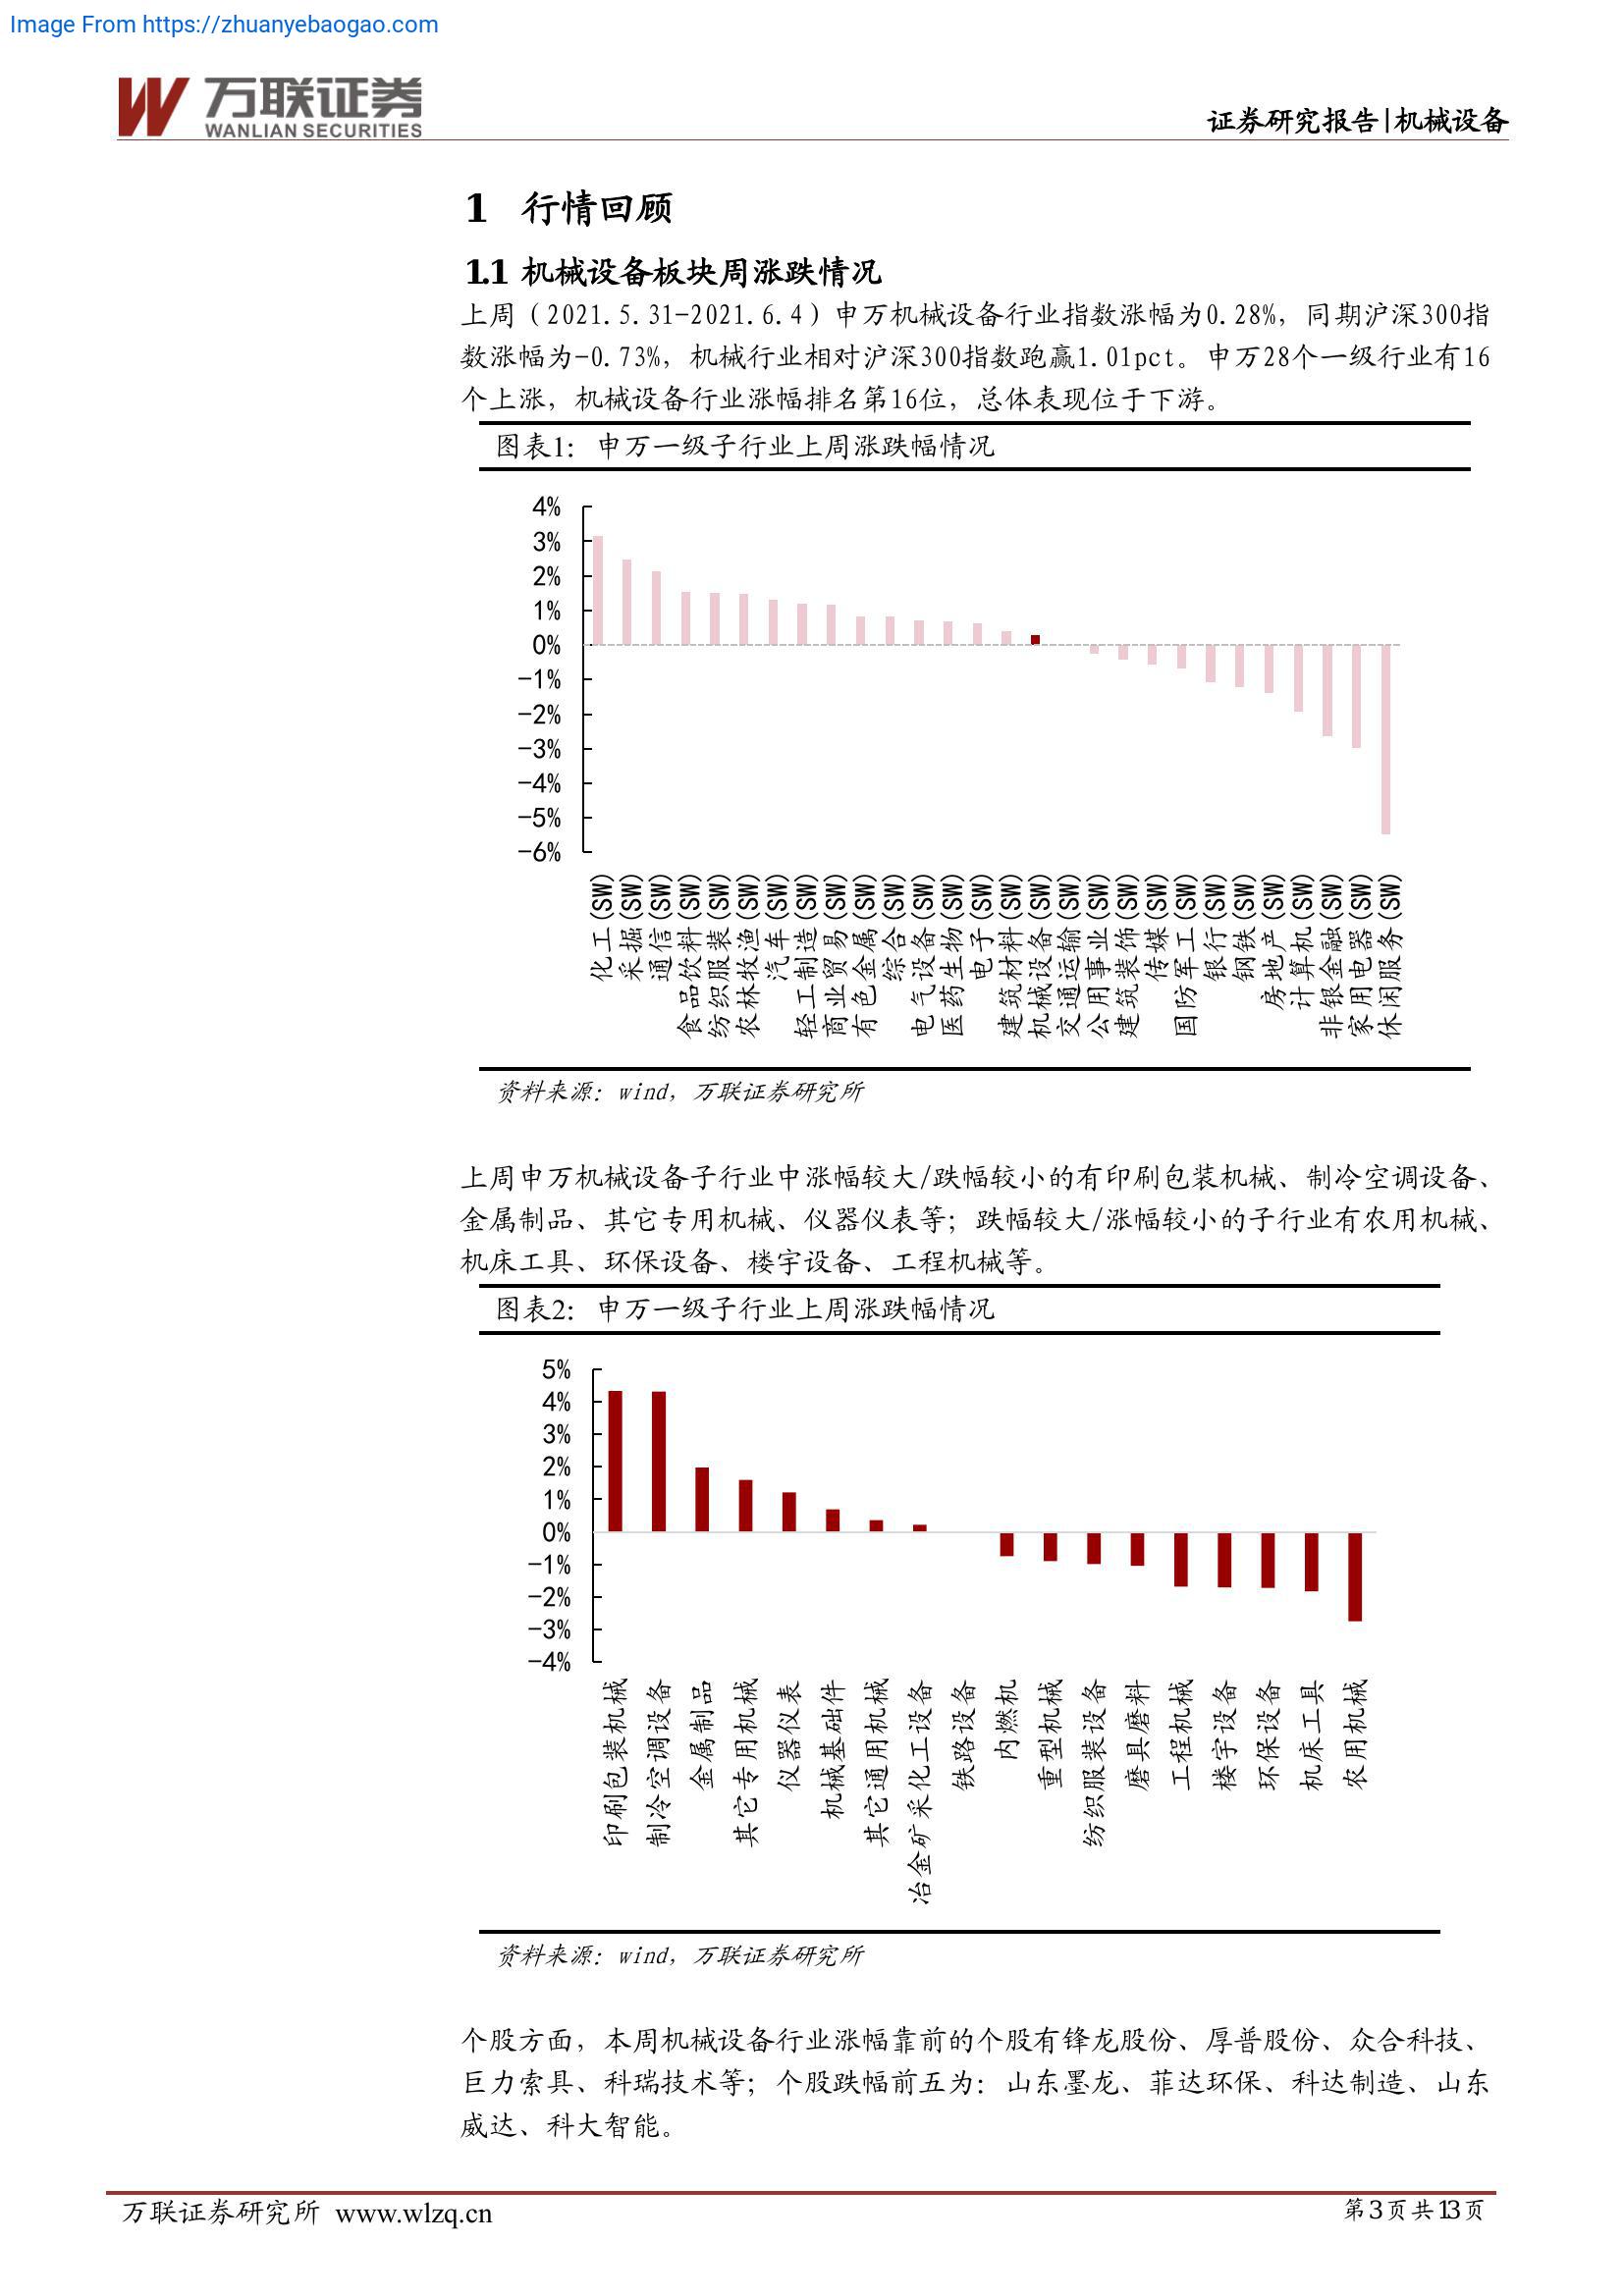 Image From https://zhuanyebaogao.com
万联证券
WANLIAN SECURITIES
证券研究报告|机械设备
1 行情回顾
1.1 机械设备板块周涨跌情况
上周（2021.5.31-2021.6.4）申万机械设备行业指数涨幅为0.28%，同期沪深300指
数涨幅为-0.73%，机械行业相对沪深300指数跑赢1.01pct。申万28个一级行业有16
个上涨，机械设备行业涨幅排名第16位，总体表现位于下游。
图表1：申万一级子行业上周涨跌幅情况
4%
3%
2%
1%
0%
-1%
-2%
-3%
-4%
-5%
-6%
化工(SW)
采掘(SW)
通信(SW)
食品饮料(SW)
纺织服装(SW)
农林牧渔(SW)
汽车(SW)
轻工制造(SW)
商业贸易(SW)
有色金属(SW)
综合(SW)
电气设备(SW)
医药生物(SW)
电子(SW)
建筑材料(SW)
机械设备(SW)
交通运输(SW)
公用事业(SW)
建筑装饰(SW)
传媒(SW)
国防军工(SW)
银行(SW)
钢铁(SW)
房地产(SW)
计算机(SW)
非银金融(SW)
家用电器(SW)
休闲服务(SW)
资料来源：wind，万联证券研究所
上周申万机械设备子行业中涨幅较大/跌幅较小的有印刷包装机械、制冷空调设备、
金属制品、其它专用机械、仪器仪表等；跌幅较大/涨幅较小的子行业有农用机械、
机床工具、环保设备、楼宇设备、工程机械等。
图表2：申万一级子行业上周涨跌幅情况
5%
4%
3%
2%
1%
0%
-1%
-2%
-3%
-4%
印刷包装机械
制冷空调设备
金属制品
其它专用机械
仪器仪表
机械基础件
其它通用机械
冶金矿采化工设备
铁路设备
内燃机
重型机械
纺织服装设备
磨具磨料
工程机械
楼宇设备
环保设备
机床工具
农用机械
资料来源：wind，万联证券研究所
个股方面，本周机械设备行业涨幅靠前的个股有锋龙股份、厚普股份、众合科技、
巨力索具、科瑞技术等；个股跌幅前五为：山东墨龙、菲达环保、科达制造、山东
威达、科大智能。
万联证券研究所 www.wlzq.cn
第3页共13页